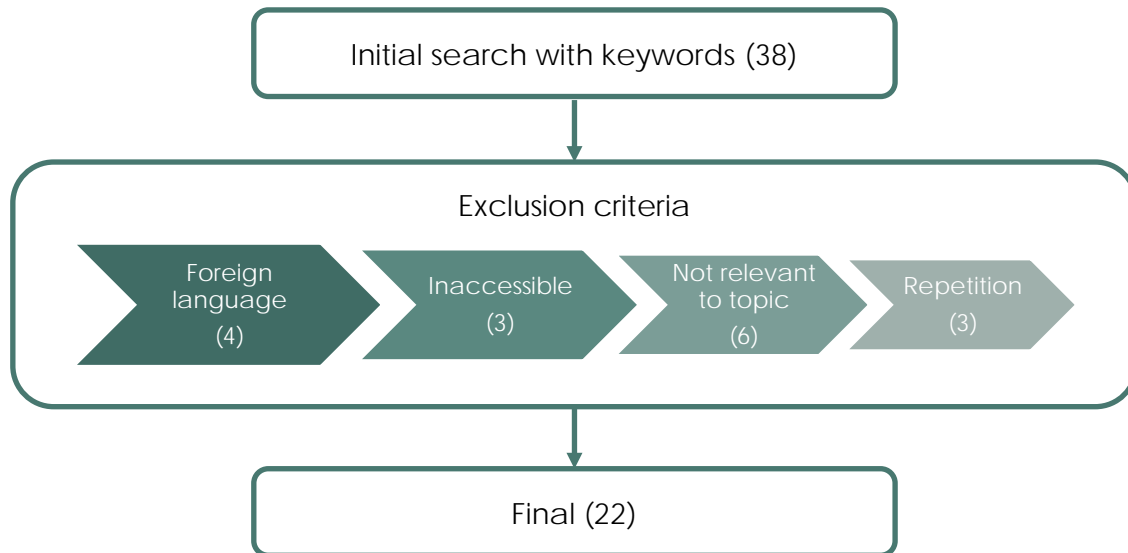 Initial search with keywords (38)
Exclusion criteria
Foreign
language
(4)
Inaccessible
(3)
Not relevant
to topic
(6)
Repetition
(3)
Final (22)